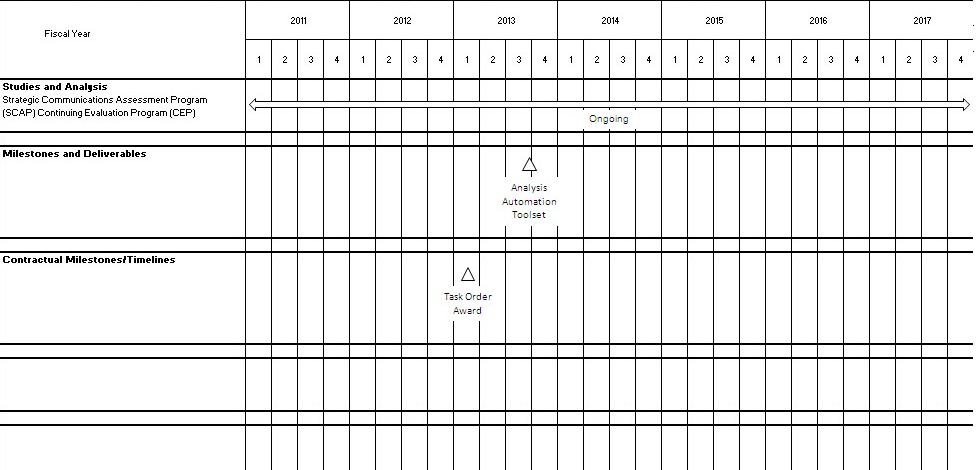 2011 2012 2013 2014 2015 2016 2017
Fiscal Year
1 2 3 4 1 2 3 4 1 2 3 4 1 2 3 4 1 2 3 4 1 2 3 4 1 2 3 4
Studies and Analysis
Strategic Communications Assessment Program
(SCAP) Continuing Evaluation Program (CEP)
Ongoing
Milestones and Deliverables
Analysis
Automation
Toolset
Contractual Milestones/Timelines
Task Order
Award